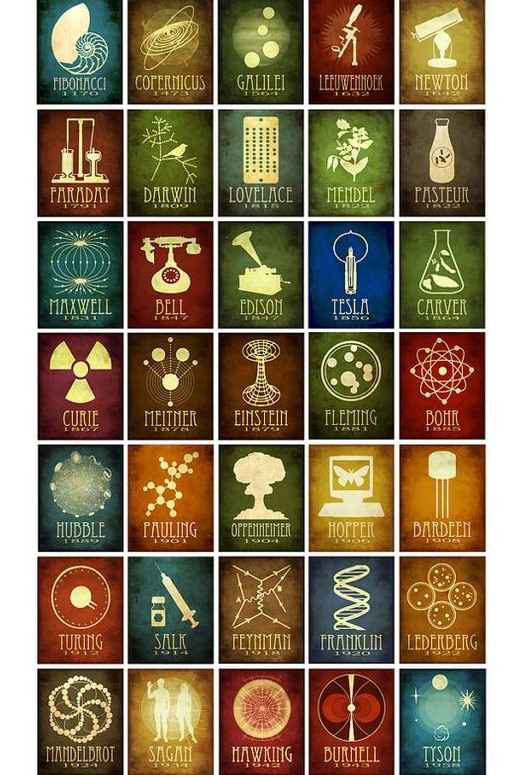 FIBONACCI
1170
COPERNICUS
1473
GALILEI
1564
LEEUWENHOEK
1632
NEWTON
1642
FARADAY
1791
DARWIN
1809
LOVELACE
1815
MENDEL
1822
PASTEUR
1822
MAXWELL
1831
BELL
1847
EDISON
1847
TESLA
1856
CARVER
1864
CURIE
1867
MEITNER
1878
EINSTEIN
1879
FLEMING
1881
BOHR
1885
HUBBLE
1889
PAULING
1901
OPPENHEIMER
1904
HOPPER
1906
BARDEEN
1908
TURING
1912
SALK
1914
FEYNMAN
1918
FRANKLIN
1920
LEDERBERG
1922
MANDELBROT
1924
SAGAN
1934
HAWKING
1942
BURNELL
1943
TYSON
1958